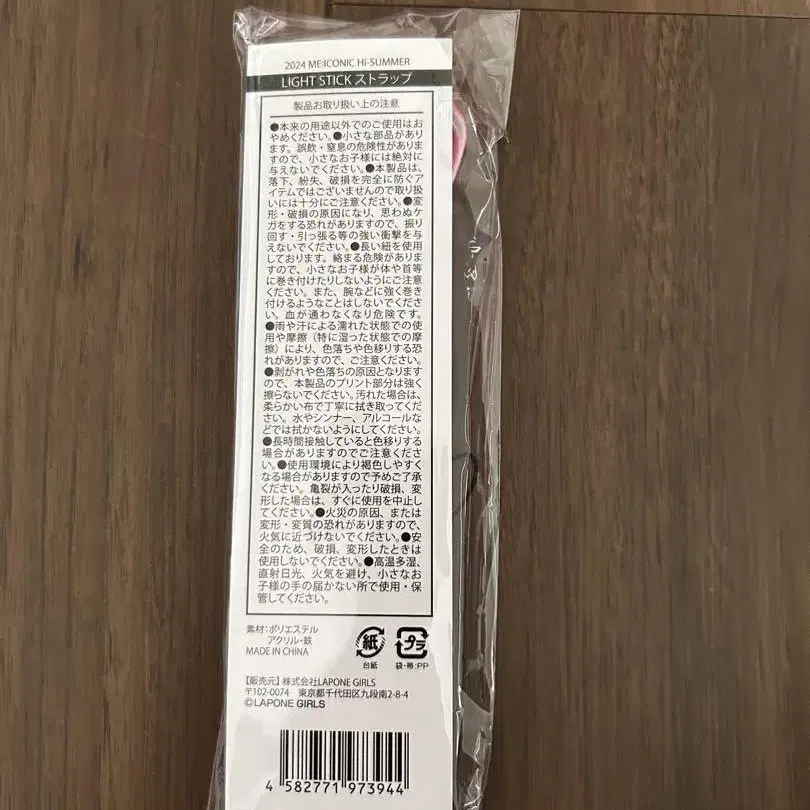 2024 ME:ICONIC Hi-SUMMER
LIGHT STICK ストラップ
製品お取り扱い上の注意
●本来の用途以外でのご使用はお
やめください。●小さな部品があり
ます。誤飲・窒息の危険性がありま
すので、小さなお子様には絶対に
与えないでください。●本製品は、
落下、紛失、破損を完全に防ぐア
イテムではございませんので取り扱
いには十分にご注意ください。●変
形・破損の原因になり、思わぬケ
ガをする恐れがありますので、振り
回す・引っ張る等の強い衝撃を与
えないでください。●長い紐を使用
しております。絡まる危険がありま
すので、小さなお子様が体や首等
に巻き付けたりしないようにご注意
ください。また、腕などに強く巻き
付けるようなことはしないでくださ
い。血が通わなくなり危険です。
●雨や汗による濡れた状態での使
用や摩擦（特に湿った状態での摩
擦）により、色落ちや色移りする恐
れがありますので、ご注意ください。
●剥がれや色落ちの原因となります
ので、本製品のプリント部分は強く
擦らないでください。汚れた場合は、
柔らかい布で丁寧に拭き取ってくだ
さい。水やシンナー、アルコールな
どでは拭かないようにしてください。
●長時間接触していると色移りする
場合がありますのでご注意くださ
い。●使用環境により褐色しやすく
なる場合がありますので予めご了承
ください。亀裂が入ったり破損、変
形した場合は、すぐに使用を中止し
てください。●火災の原因、または
変形・変質の恐れがありますので、
火気に近づけないでください。●安
全のため、破損、変形したときは
使用しないでください。●高温多湿、
直射日光、火気を避け、小さなお
子様の手の届かない所で使用・保
管してください。
素材：ポリエステル
アクリル・鉄
MADE IN CHINA
紙
台紙
プラ
袋・帯：PP
【販売元】株式会社LAPONE GIRLS
〒102-0074 東京都千代田区九段南2-8-4
©LAPONE GIRLS
4 582771 973944